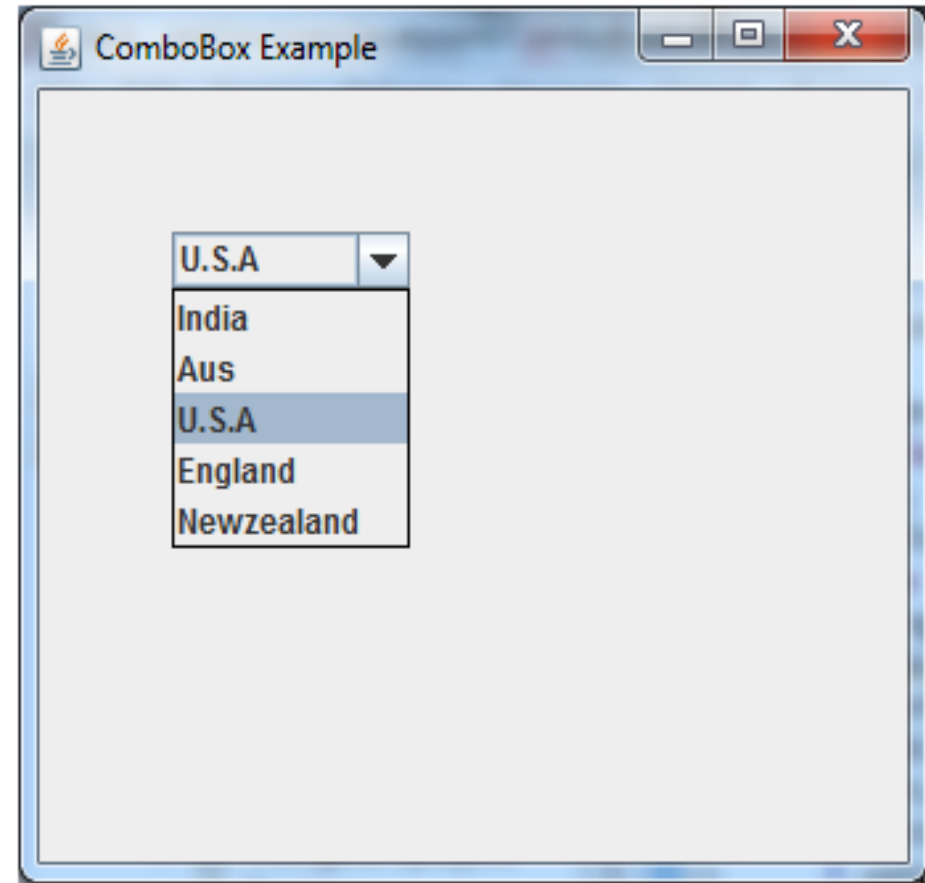 ComboBox Example
U.S.A
India
Aus
U.S.A
England
Newzealand